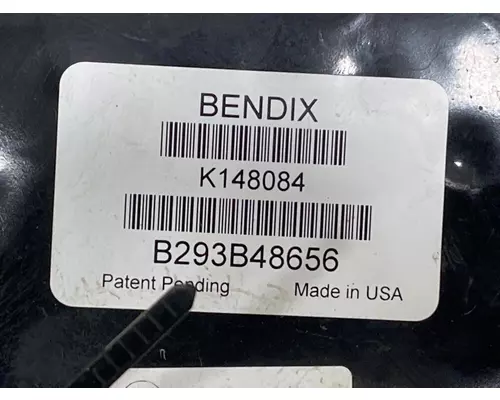 BENDIX
K148084
B293B48656
Patent Pending Made in USA